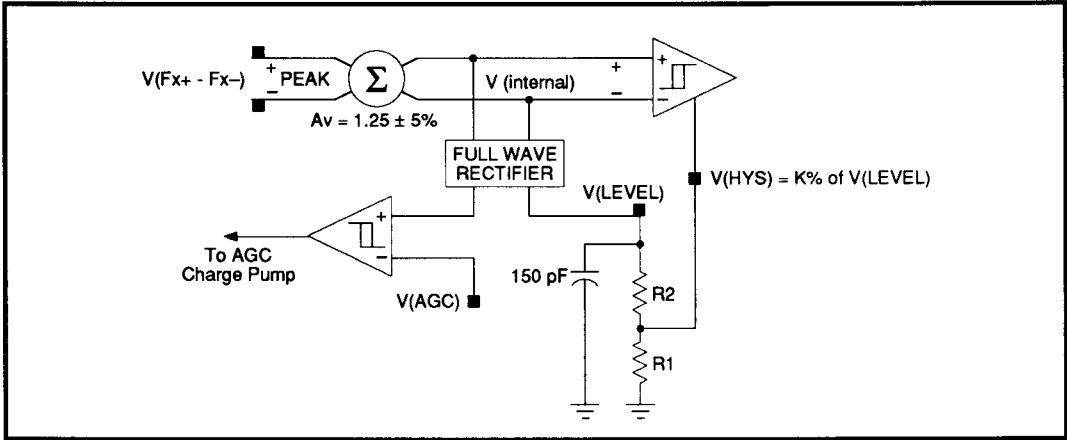 V(Fx+ - Fx–)
+
PEAK
–
Σ
Av = 1.25 ± 5%
V (internal)
+
–
+
–
FULL WAVE
RECTIFIER
V(LEVEL)
V(HYS) = K% of V(LEVEL)
+
–
To AGC
Charge Pump
V(AGC)
150 pF
R2
R1